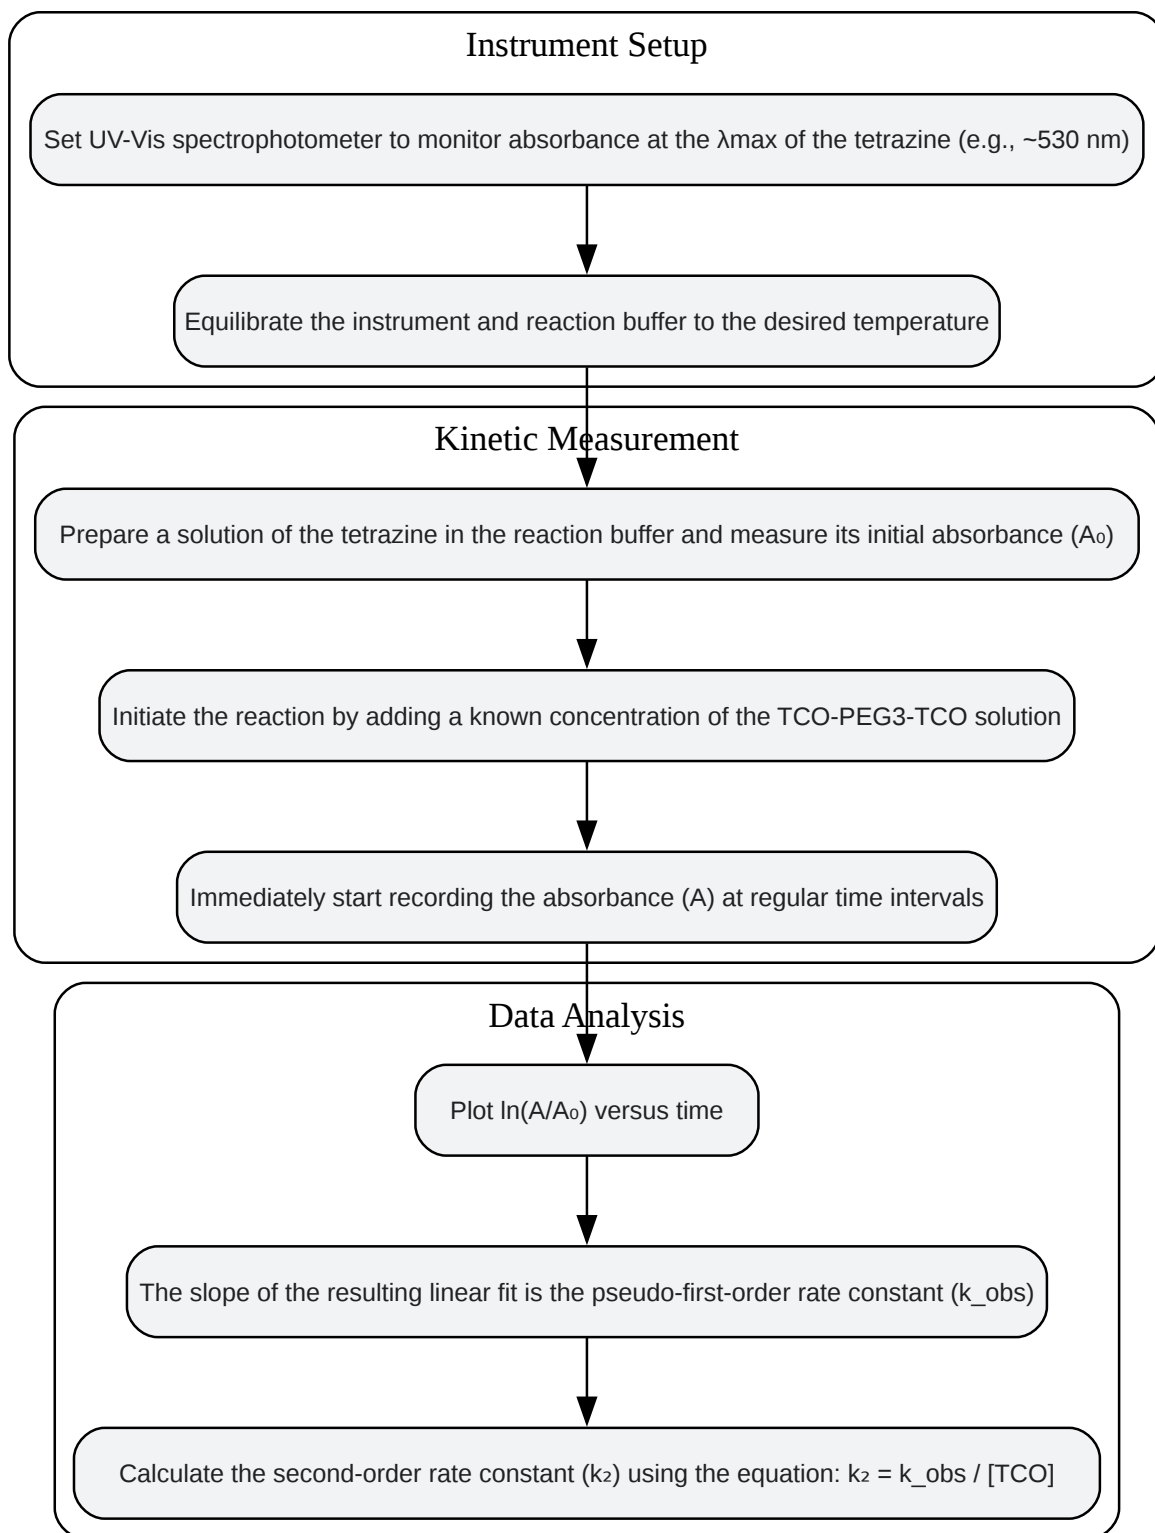 Instrument Setup
Set UV-Vis spectrophotometer to monitor absorbance at the λmax of the tetrazine (e.g., ~530 nm)
Equilibrate the instrument and reaction buffer to the desired temperature
Kinetic Measurement
Prepare a solution of the tetrazine in the reaction buffer and measure its initial absorbance (A₀)
Initiate the reaction by adding a known concentration of the TCO-PEG3-TCO solution
Immediately start recording the absorbance (A) at regular time intervals
Data Analysis
Plot ln(A/A₀) versus time
The slope of the resulting linear fit is the pseudo-first-order rate constant (k_obs)
Calculate the second-order rate constant (k₂) using the equation: k₂ = k_obs / [TCO]